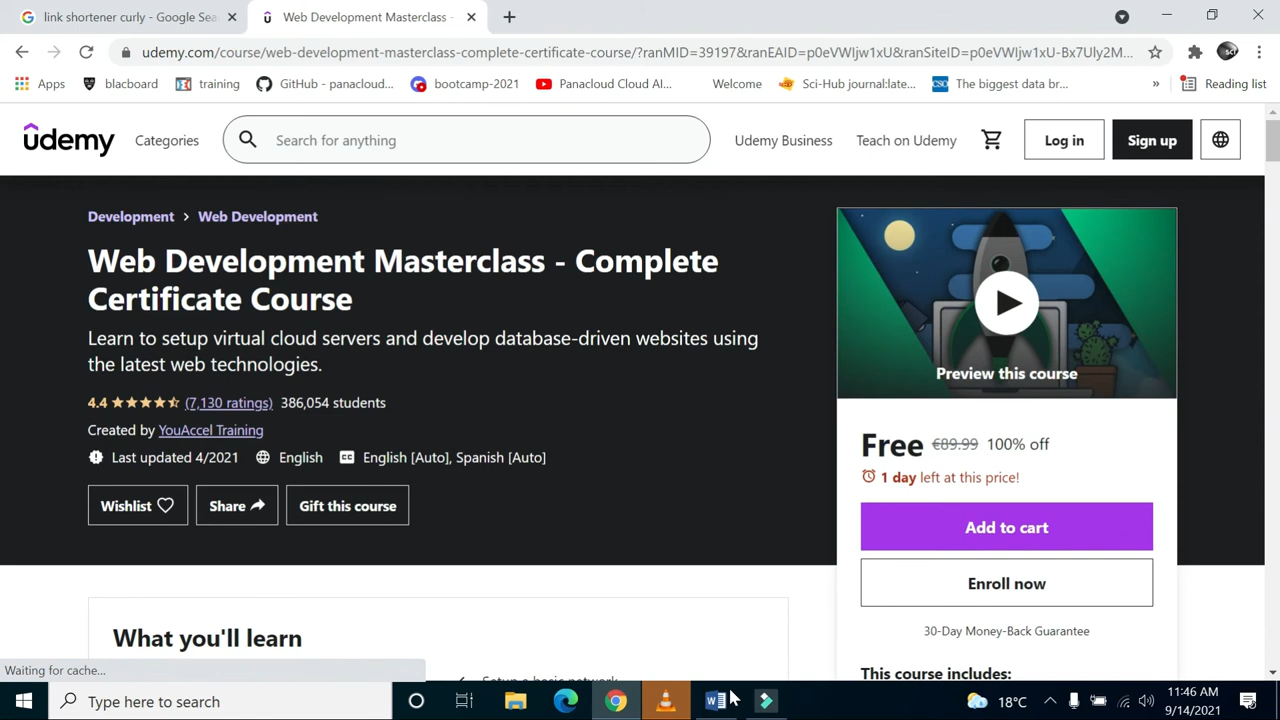 link shortener curly - Google Sea
Web Development Masterclass -
udemy.com/course/web-development-masterclass-complete-certificate-course/?ranMID=39197&ranEAID=p0eVWIjw1xU&ranSiteID=p0eVWIjw1xU-Bx7Uly2M...
Apps
blacboard
training
GitHub - panacloud...
bootcamp-2021
Panacloud Cloud AI...
Welcome
Sci-Hub journal:late...
CSO
The biggest data br...
»
Reading list
udemy
Categories
Search for anything
Udemy Business
Teach on Udemy
Log in
Sign up
Development > Web Development
Web Development Masterclass - Complete
Certificate Course
Learn to setup virtual cloud servers and develop database-driven websites using
the latest web technologies.
4.4 (7,130 ratings) 386,054 students
Created by YouAccel Training
Last updated 4/2021 English CC English [Auto], Spanish [Auto]
Wishlist
Share
Gift this course
Preview this course
Free €89.99 100% off
1 day left at this price!
Add to cart
Enroll now
30-Day Money-Back Guarantee
This course includes:
What you'll learn
Setup a basic network
Waiting for cache...
Type here to search
18°C
11:46 AM
9/14/2021